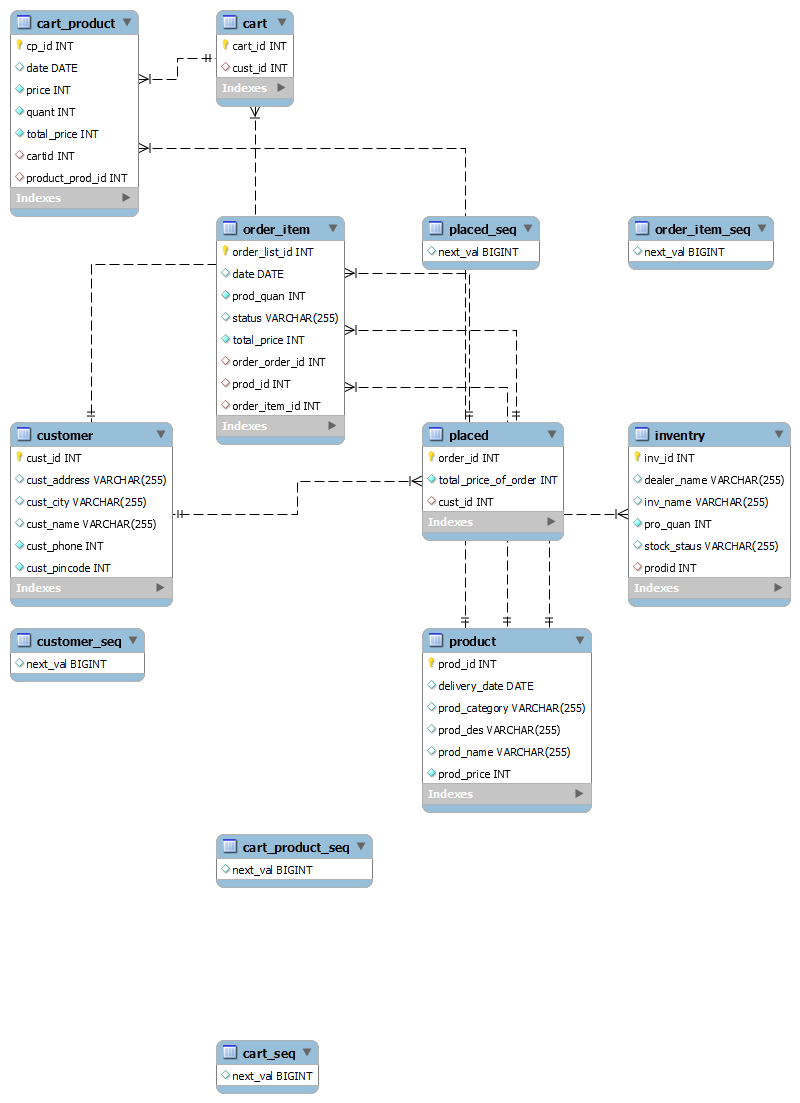 cart_product
cp_id INT
date DATE
price INT
quant INT
total_price INT
cartid INT
product_prod_id INT
Indexes
cart
cart_id INT
cust_id INT
Indexes
order_item
order_list_id INT
date DATE
prod_quan INT
status VARCHAR(255)
total_price INT
order_order_id INT
prod_id INT
order_item_id INT
Indexes
placed_seq
next_val BIGINT
order_item_seq
next_val BIGINT
customer
cust_id INT
cust_address VARCHAR(255)
cust_city VARCHAR(255)
cust_name VARCHAR(255)
cust_phone INT
cust_pincode INT
Indexes
placed
order_id INT
total_price_of_order INT
cust_id INT
Indexes
inventry
inv_id INT
dealer_name VARCHAR(255)
inv_name VARCHAR(255)
pro_quan INT
stock_staus VARCHAR(255)
prodid INT
Indexes
customer_seq
next_val BIGINT
product
prod_id INT
delivery_date DATE
prod_category VARCHAR(255)
prod_des VARCHAR(255)
prod_name VARCHAR(255)
prod_price INT
Indexes
cart_product_seq
next_val BIGINT
cart_seq
next_val BIGINT